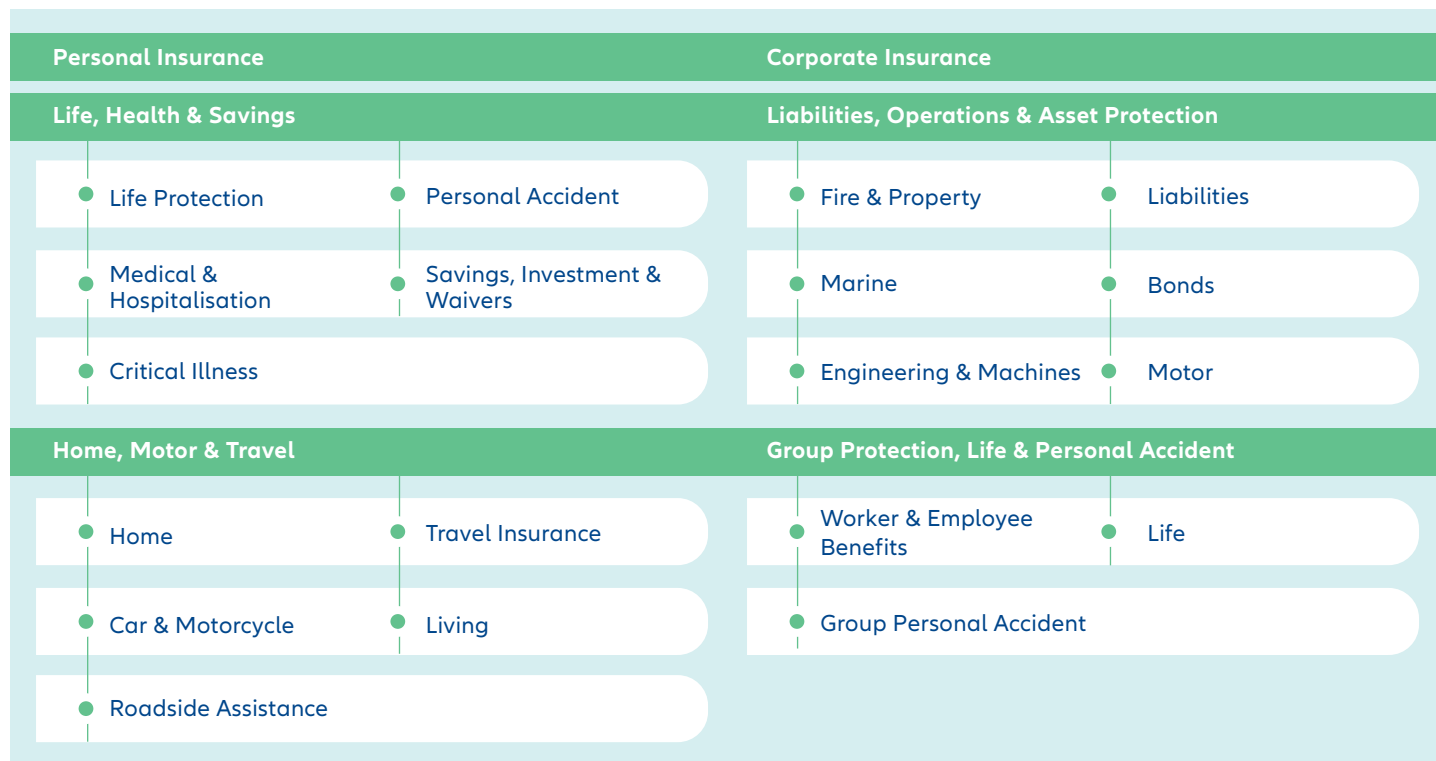 Personal Insurance
Corporate Insurance
Life, Health & Savings
Liabilities, Operations & Asset Protection
Life Protection
Personal Accident
Medical &
Hospitalisation
Savings, Investment &
Waivers
Critical Illness
Fire & Property
Liabilities
Marine
Bonds
Engineering & Machines
Motor
Home, Motor & Travel
Group Protection, Life & Personal Accident
Home
Travel Insurance
Car & Motorcycle
Living
Roadside Assistance
Worker & Employee
Benefits
Life
Group Personal Accident